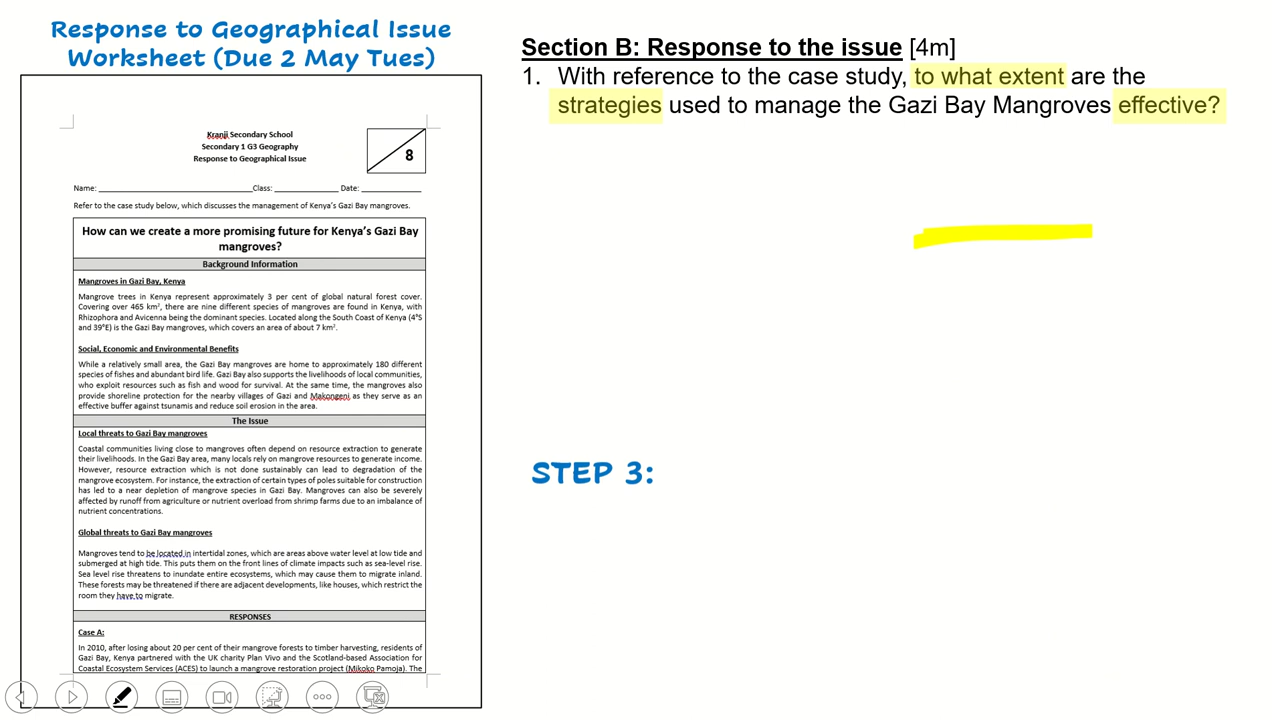 Response to Geographical Issue
Worksheet (Due 2 May Tues)
Kranji Secondary School
Secondary 1 G3 Geography
Response to Geographical Issue
8
Name: ____________________________Class: ____________ Date: ____________
Refer to the case study below, which discusses the management of Kenya's Gazi Bay mangroves.
How can we create a more promising future for Kenya's Gazi Bay
mangroves?
Background Information
Mangroves in Gazi Bay, Kenya
Mangrove trees in Kenya represent approximately 3 per cent of global natural forest cover.
Covering over 465 km², there are nine different species of mangroves are found in Kenya, with
Rhizophora and Avicenna being the dominant species. Located along the South Coast of Kenya (4°S
and 39°E) is the Gazi Bay mangroves, which covers an area of about 7 km².
Social, Economic and Environmental Benefits
While a relatively small area, the Gazi Bay mangroves are home to approximately 180 different
species of fishes and abundant bird life. Gazi Bay also supports the livelihoods of local communities,
who exploit resources such as fish and wood for survival. At the same time, the mangroves also
provide shoreline protection for the nearby villages of Gazi and Makongeni as they serve as an
effective buffer against tsunamis and reduce soil erosion in the area.
The Issue
Local threats to Gazi Bay mangroves
Coastal communities living close to mangroves often depend on resource extraction to generate
their livelihoods. In the Gazi Bay area, many locals rely on mangrove resources to generate income.
However, resource extraction which is not done sustainably can lead to degradation of the
mangrove ecosystem. For instance, the extraction of certain types of poles suitable for construction
has led to a near depletion of mangrove species in Gazi Bay. Mangroves can also be severely
affected by runoff from agriculture or nutrient overload from shrimp farms due to an imbalance of
nutrient concentrations.
Global threats to Gazi Bay mangroves
Mangroves tend to be located in intertidal zones, which are areas above water level at low tide and
submerged at high tide. This puts them on the front lines of climate impacts such as sea-level rise.
Sea level rise threatens to inundate entire ecosystems, which may cause them to migrate inland.
These forests may be threatened if there are adjacent developments, like houses, which restrict the
room they have to migrate.
RESPONSES
Case A:
In 2010, after losing about 20 per cent of their mangrove forests to timber harvesting, residents of
Gazi Bay, Kenya partnered with the UK charity Plan Vivo and the Scotland-based Association for
Coastal Ecosystem Services (ACES) to launch a mangrove restoration project (Mikoko Pamoja). The
Section B: Response to the issue [4m]
1. With reference to the case study, to what extent are the
strategies used to manage the Gazi Bay Mangroves effective?
STEP 3: